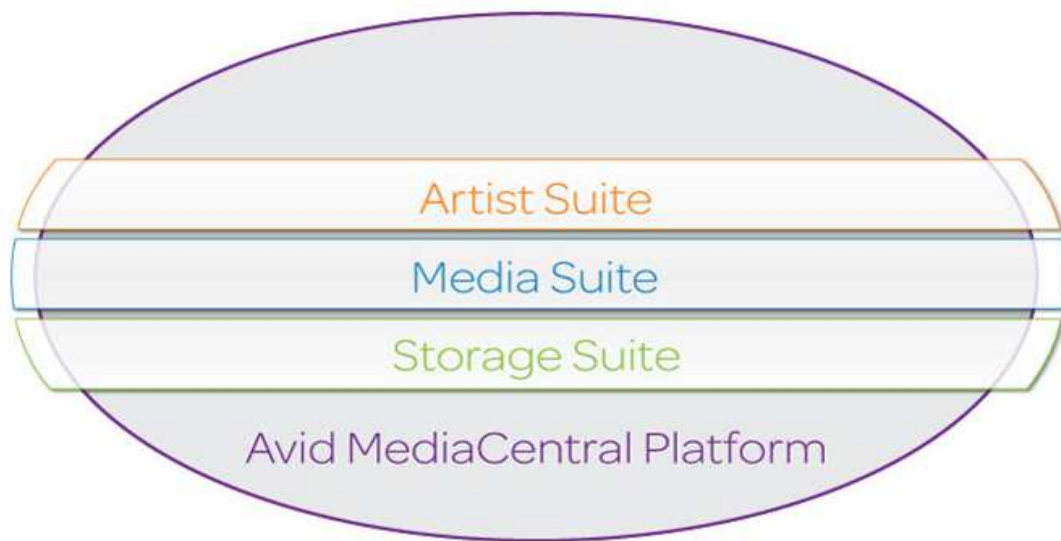 Artist Suite
Media Suite
Storage Suite
Avid MediaCentral Platform